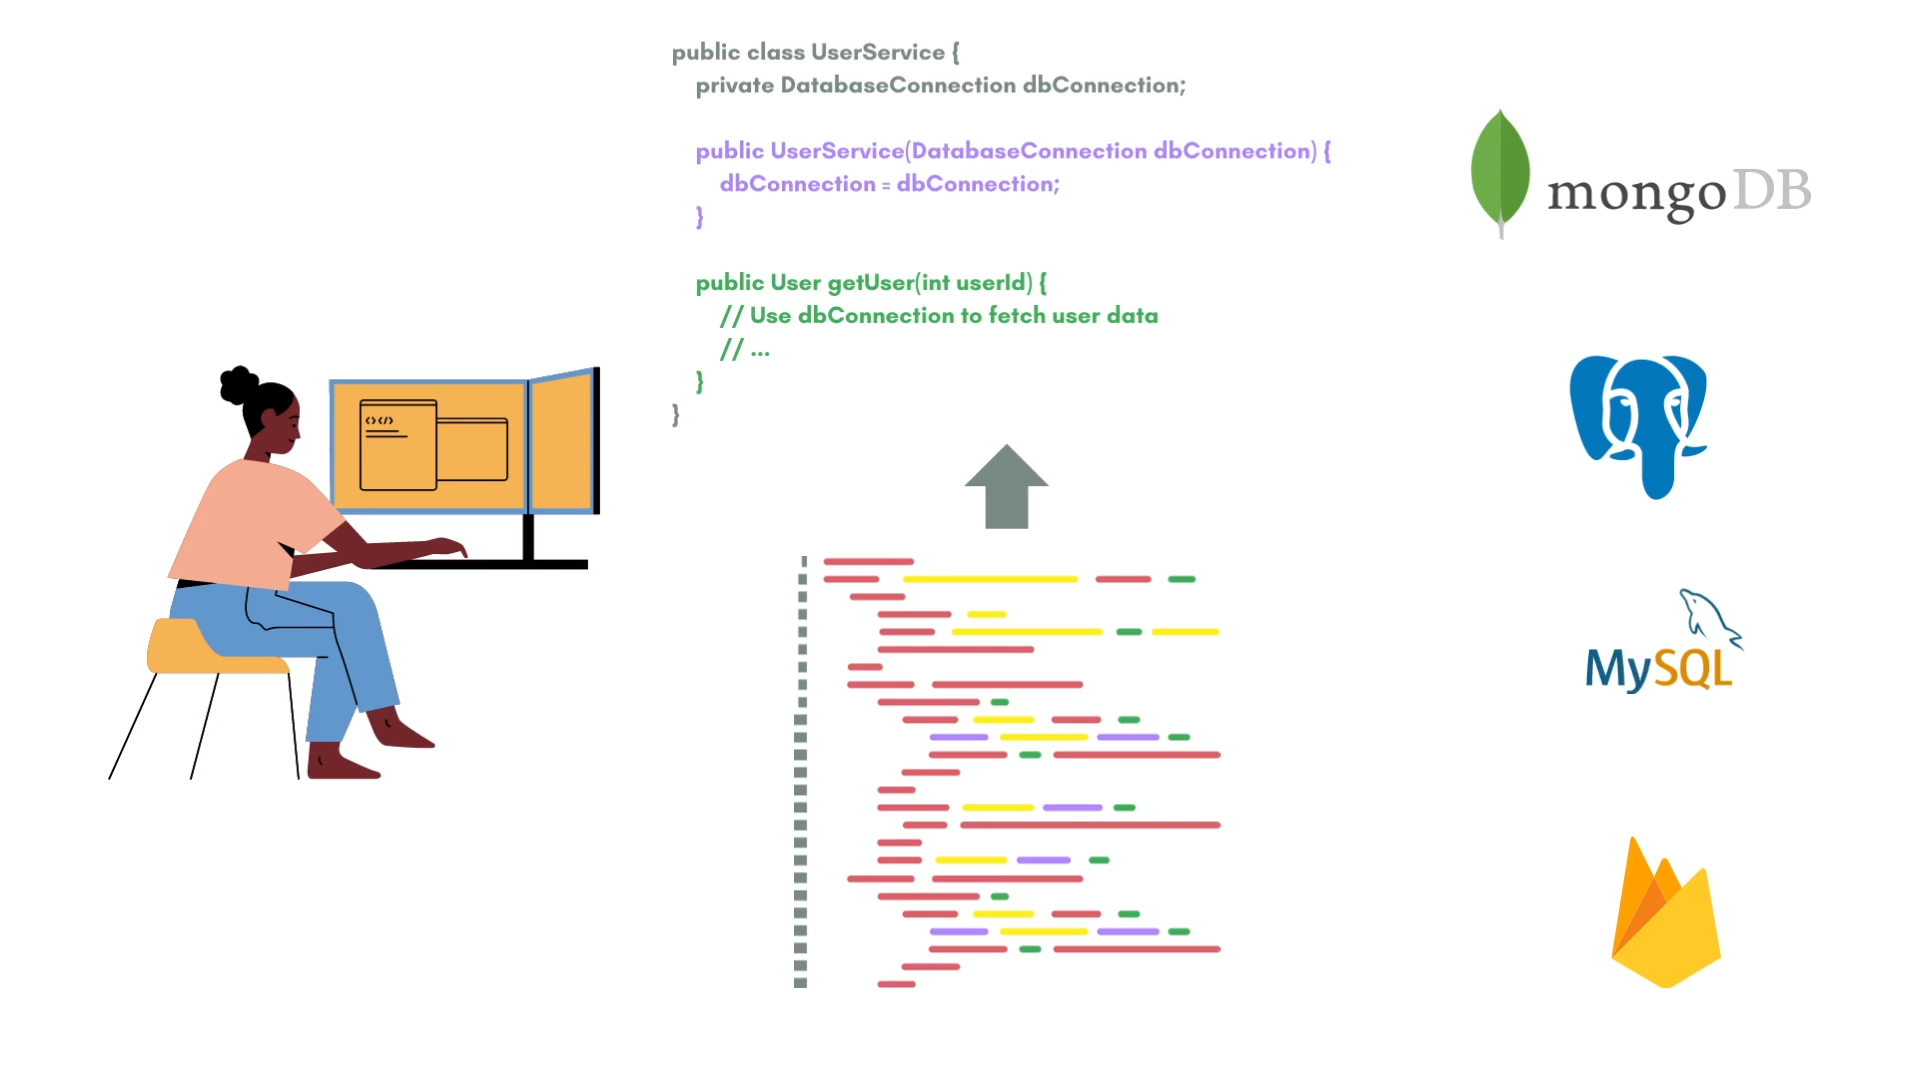 public class UserService {
private DatabaseConnection dbConnection;
public UserService(DatabaseConnection dbConnection) {
dbConnection = dbConnection;
}
public User getUser(int userId) {
// Use dbConnection to fetch user data
// ...
}
}
<></>
mongoDB
MySQL